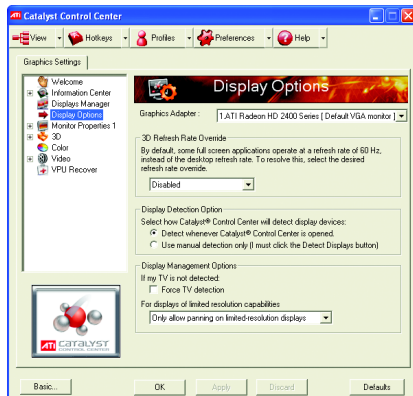 Catalyst Control Center
View Hotkeys Profiles Preferences Help
Graphics Settings
Welcome
Information Center
Displays Manager
Display Options
Monitor Properties 1
3D
Color
Video
VPU Recover
Display Options
Graphics Adapter : 1.ATI Radeon HD 2400 Series [ Default VGA monitor ]
3D Refresh Rate Override
By default, some full screen applications operate at a refresh rate of 60 Hz,
instead of the desktop refresh rate. To resolve this, select the desired
refresh rate override.
Disabled
Display Detection Option
Select how Catalyst® Control Center will detect display devices:
Detect whenever Catalyst® Control Center is opened.
Use manual detection only (I must click the Detect Displays button)
Display Management Options
If my TV is not detected:
Force TV detection
For displays of limited resolution capabilities
Only allow panning on limited-resolution displays
ATI CATALYST
CONTROL CENTER
Basic... OK Apply Discard Defaults